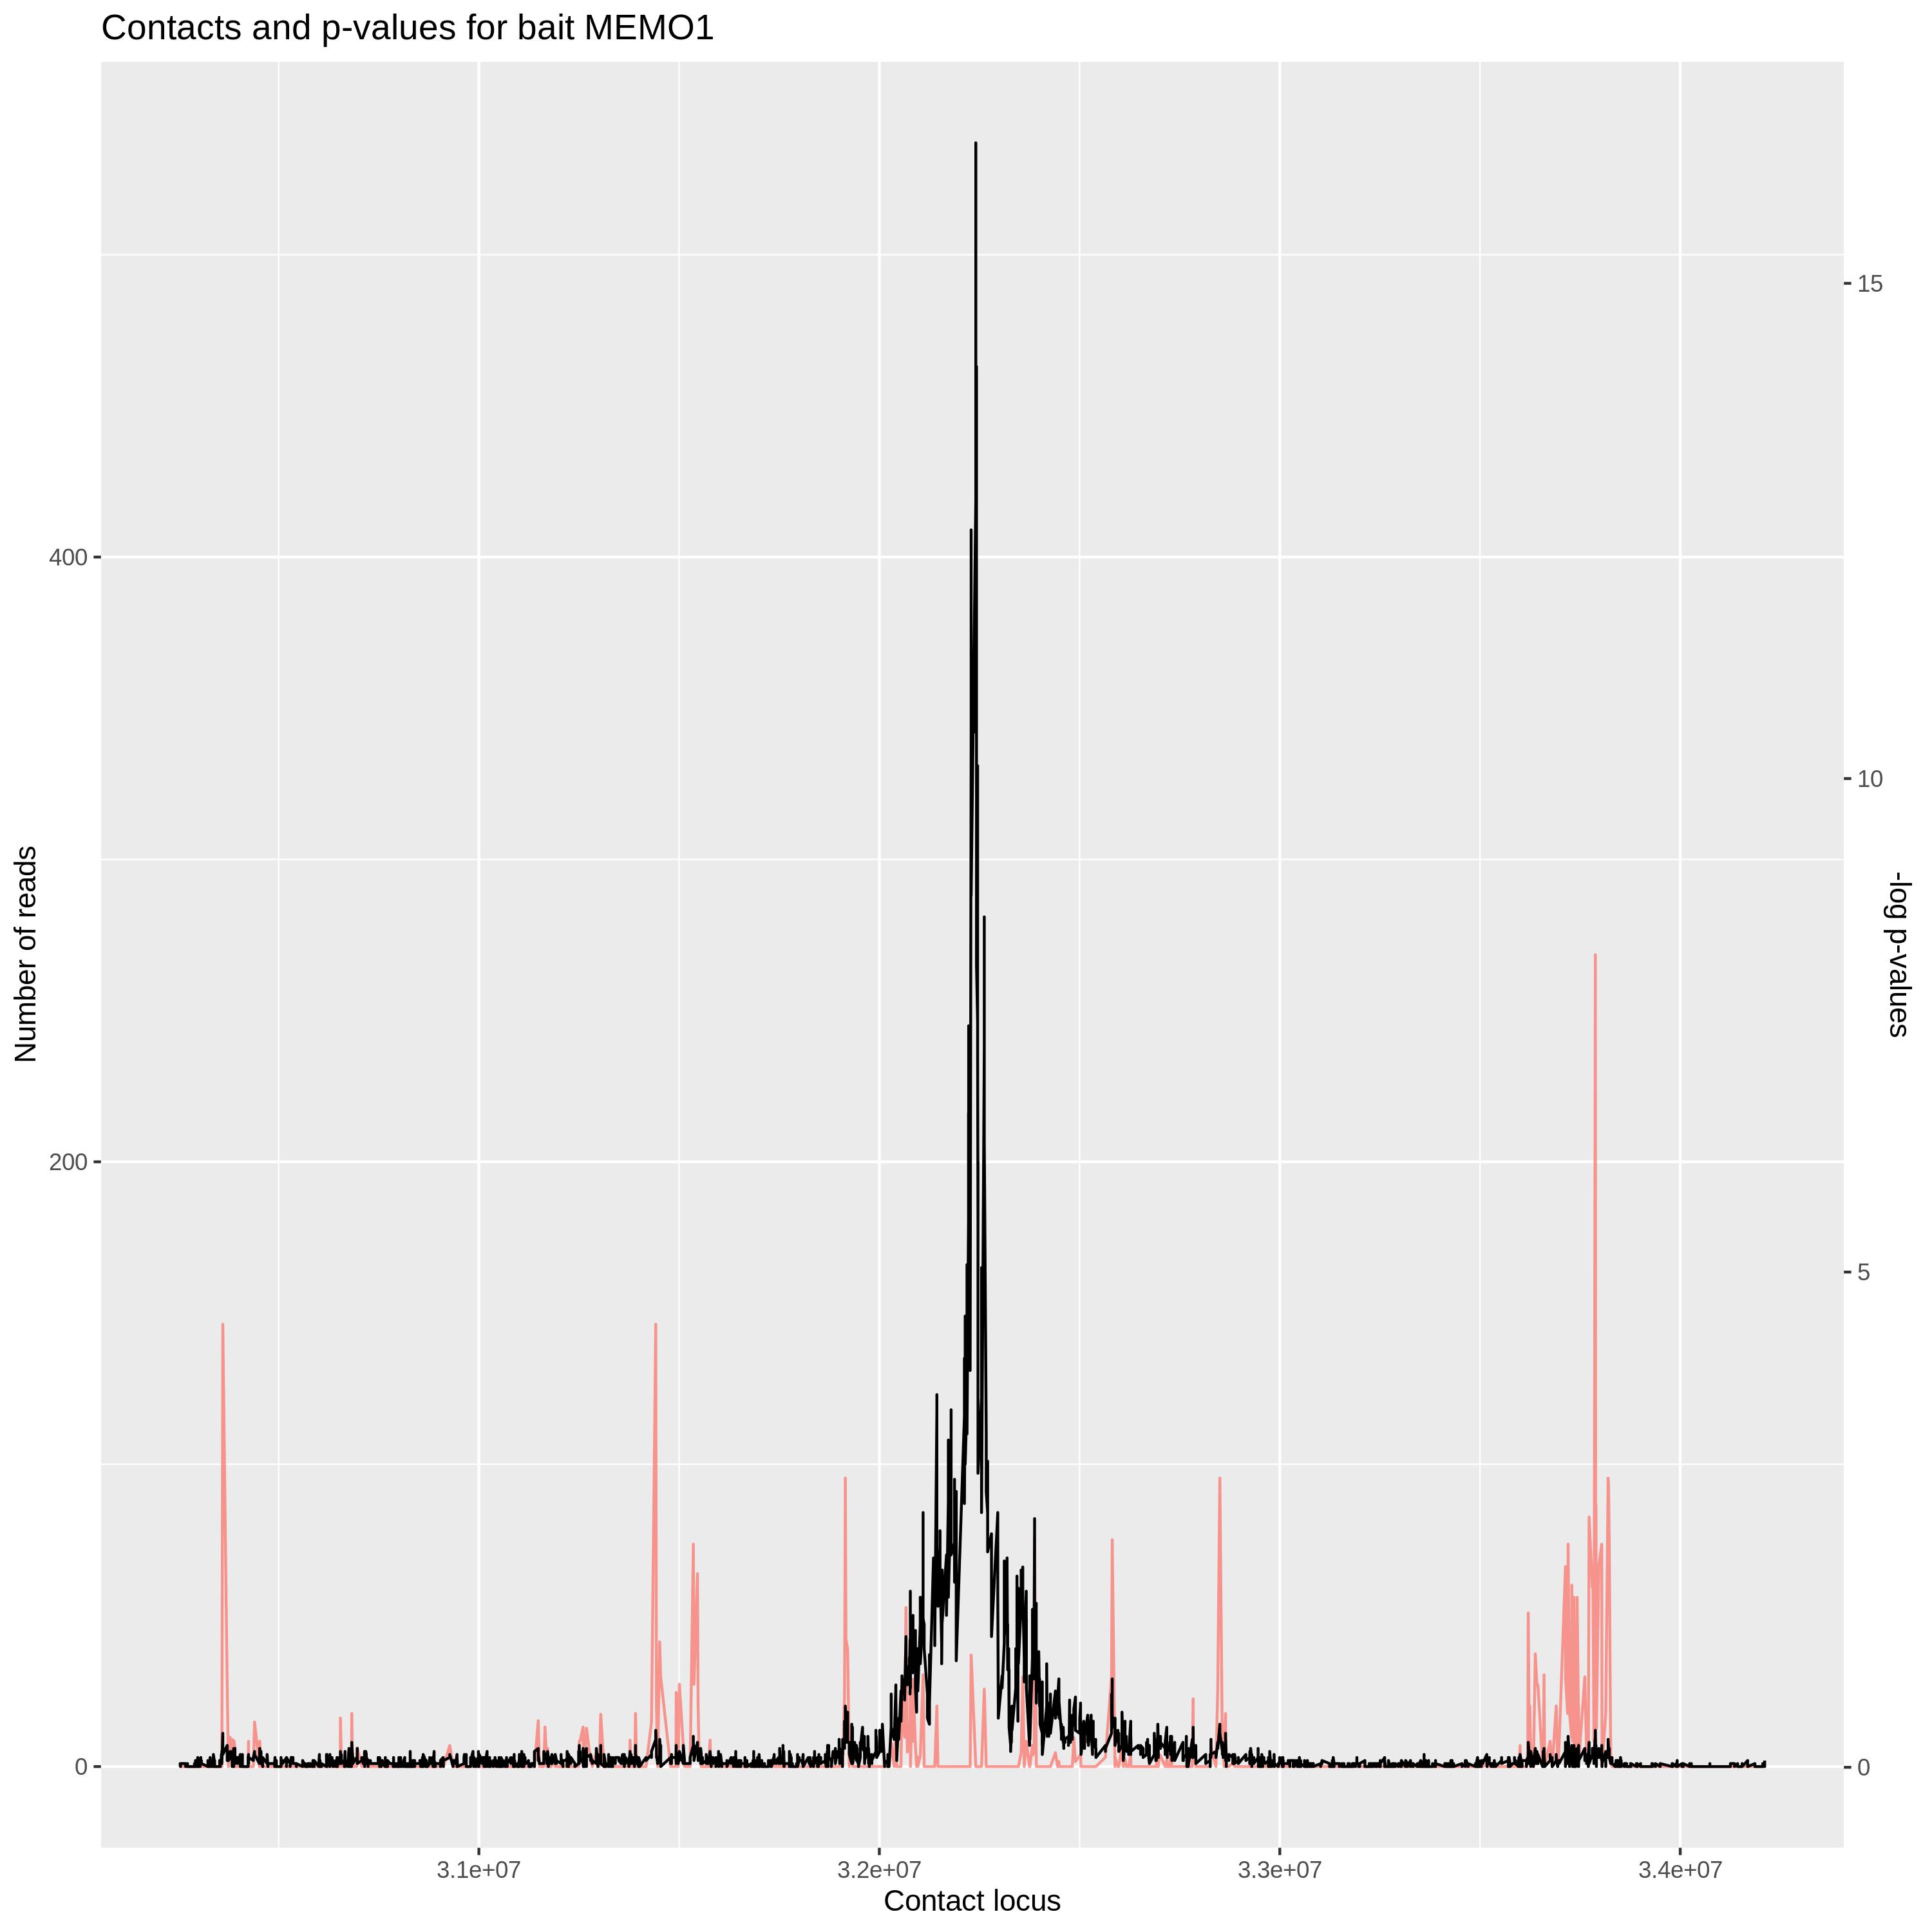 Contacts and p-values for bait MEMO1
Number of reads
400
200
0
15
10
5
0
-log p-values
3.1e+07
3.2e+07
3.3e+07
3.4e+07
Contact locus